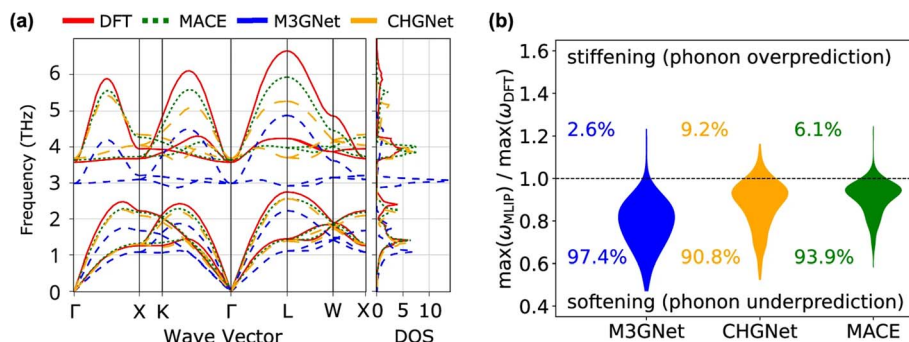 (a)
DFT MACE M3GNet CHGNet
Frequency (THz)
6
5
4
3
2
1
0
Γ X K Γ L W X 0 5 10
Wave Vector DOS
(b)
max(ω_MLIP) / max(ω_DFT)
1.6
1.4
1.2
1.0
0.8
0.6
0.4
stiffening (phonon overprediction)
2.6% 9.2% 6.1%
97.4% 90.8% 93.9%
softening (phonon underprediction)
M3GNet CHGNet MACE